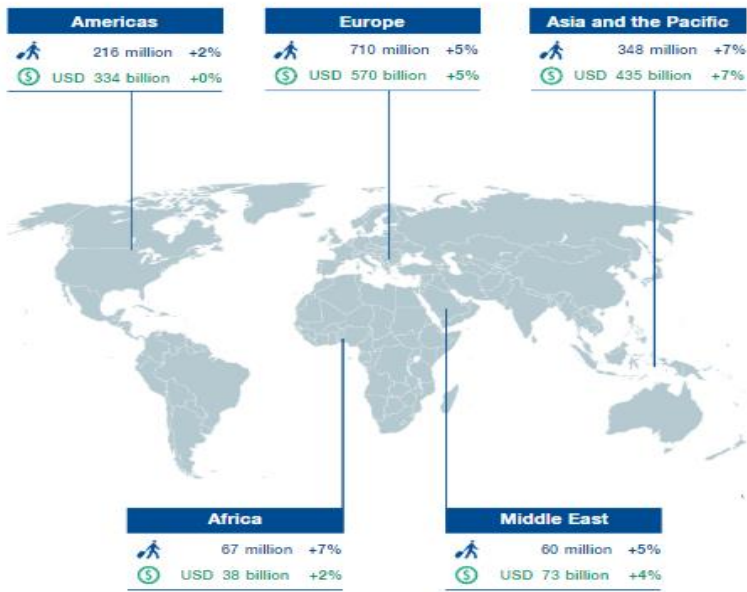 Americas
216 million +2%
USD 334 billion +0%
Europe
710 million +5%
USD 570 billion +5%
Asia and the Pacific
348 million +7%
USD 435 billion +7%
Africa
67 million +7%
USD 38 billion +2%
Middle East
60 million +5%
USD 73 billion +4%